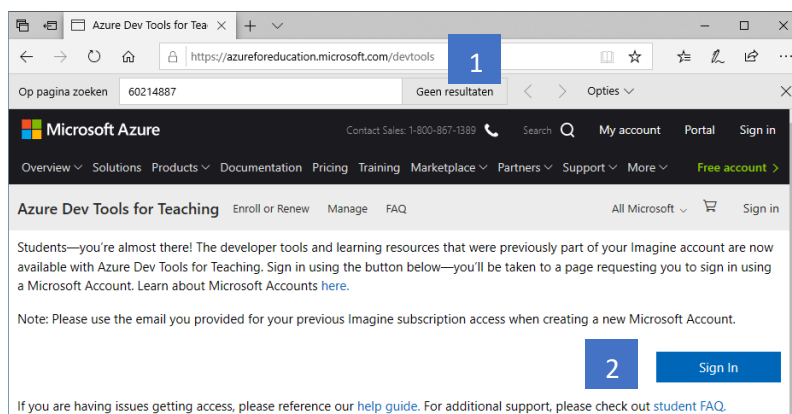 Azure Dev Tools for Tea
https://azureforeducation.microsoft.com/devtools
1
Op pagina zoeken 60214887 Geen resultaten Opties
Microsoft Azure Contact Sales: 1-800-867-1389 Search My account Portal Sign in
Overview Solutions Products Documentation Pricing Training Marketplace Partners Support More Free account >
Azure Dev Tools for Teaching Enroll or Renew Manage FAQ All Microsoft Sign in
Students—you're almost there! The developer tools and learning resources that were previously part of your Imagine account are now
available with Azure Dev Tools for Teaching. Sign in using the button below—you'll be taken to a page requesting you to sign in using
a Microsoft Account. Learn about Microsoft Accounts here.
Note: Please use the email you provided for your previous Imagine subscription access when creating a new Microsoft Account.
2 Sign In
If you are having issues getting access, please reference our help guide. For additional support, please check out student FAQ.